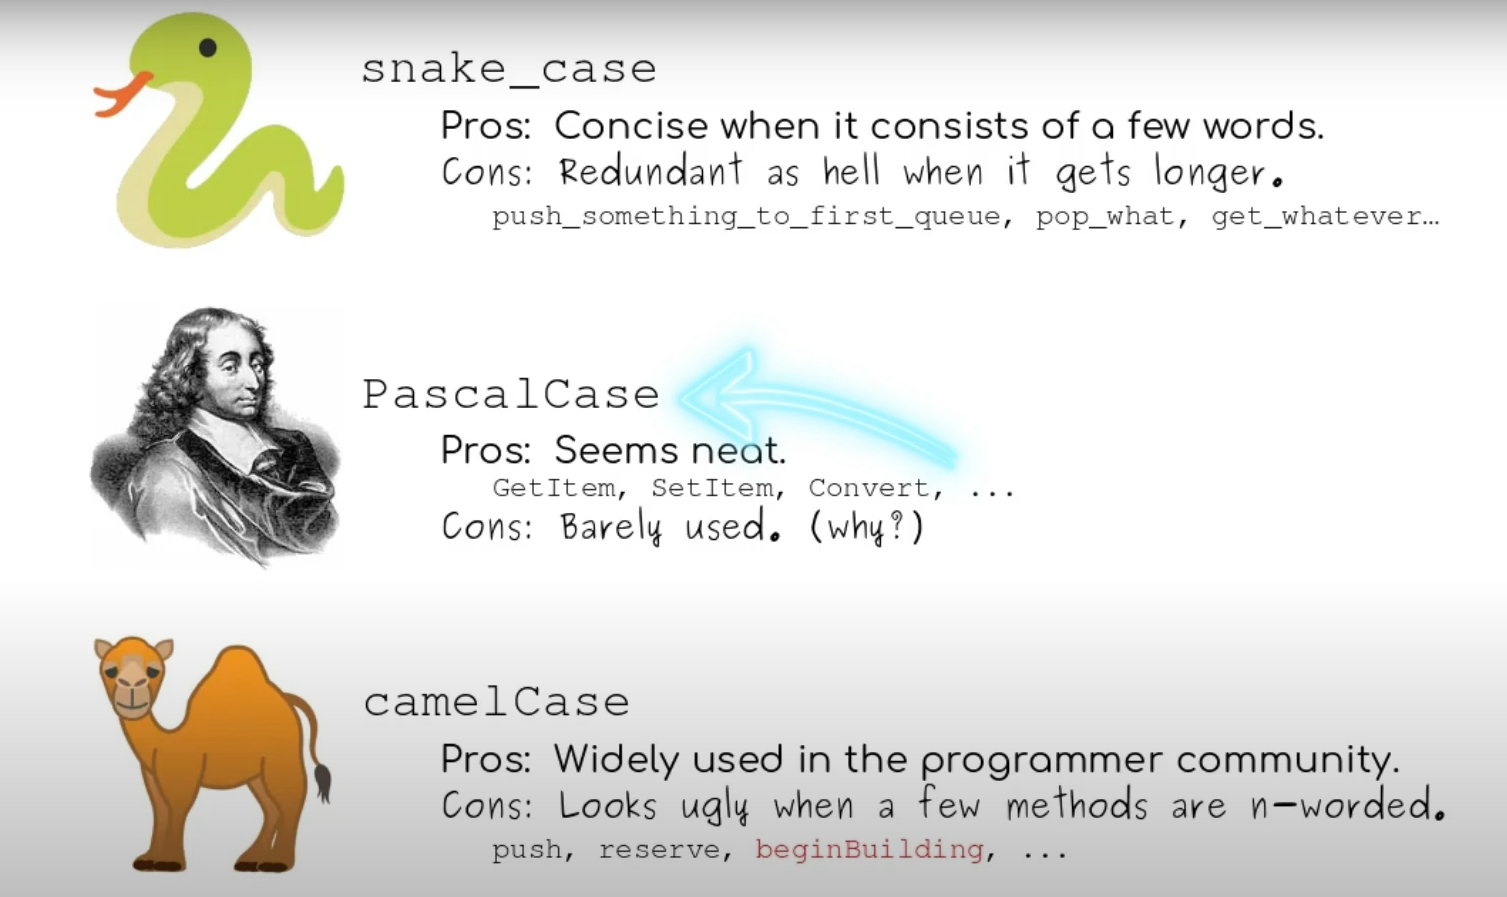 snake_case
Pros: Concise when it consists of a few words.
Cons: Redundant as hell when it gets longer.
push_something_to_first_queue, pop_what, get_whatever…
PascalCase
Pros: Seems neat.
GetItem, SetItem, Convert, ...
Cons: Barely used. (why?)
camelCase
Pros: Widely used in the programmer community.
Cons: Looks ugly when a few methods are n-worded.
push, reserve, beginBuilding, ...